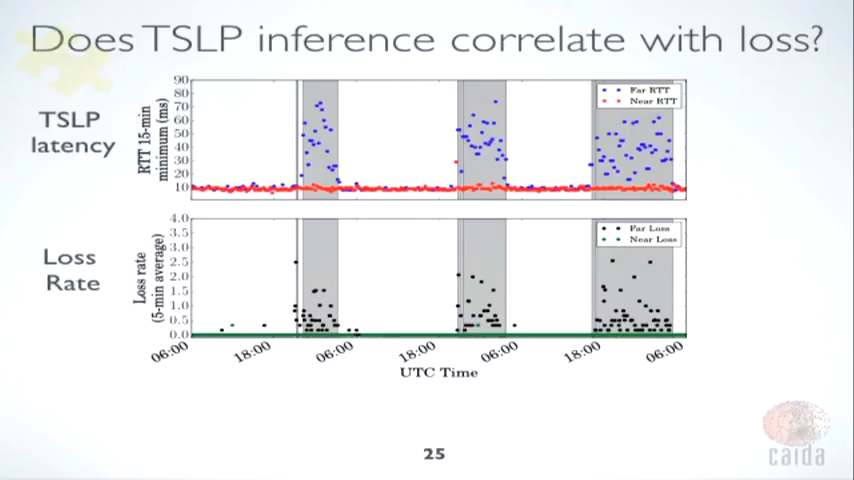 Does TSLP inference correlate with loss?
TSLP
latency
RTT 15-min
minimum (ms)
90
80
70
60
50
40
30
20
10
Far RTT
Near RTT
Loss
Rate
Loss rate
(5-min average)
4.0
3.5
3.0
2.5
2.0
1.5
1.0
0.5
0.0
Far Loss
Near Loss
06:00
18:00
06:00
18:00
06:00
18:00
06:00
UTC Time
25
caida